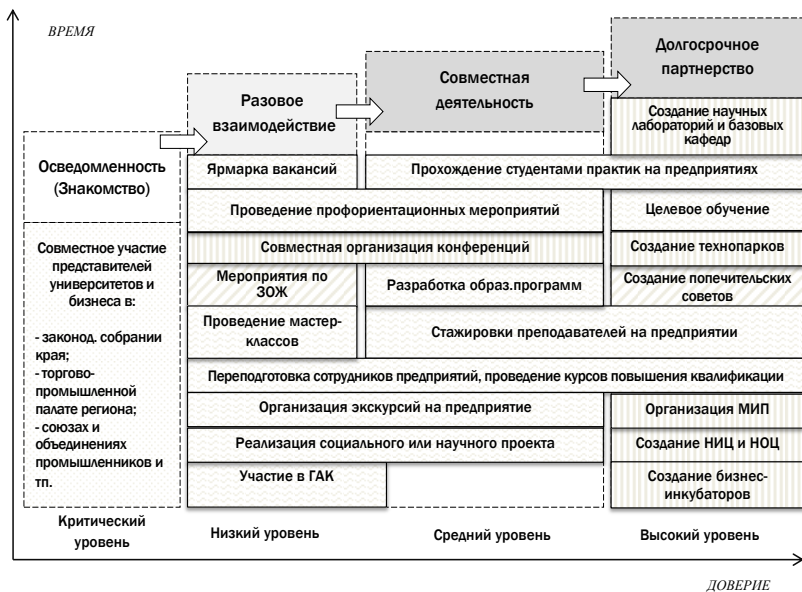 ВРЕМЯ
Долгосрочное
партнерство
Совместная
деятельность
Разовое
взаимодействие
Осведомленность
(Знакомство)
Создание научных
лабораторий и базовых
кафедр
Ярмарка вакансий
Прохождение студентами практик на предприятиях
Проведение профориентационных мероприятий
Целевое обучение
Совместная организация конференций
Создание технопарков
Мероприятия по
ЗОЖ
Разработка образ.программ
Создание попечительских
советов
Проведение мастер-
классов
Стажировки преподавателей на предприятии
Переподготовка сотрудников предприятий, проведение курсов повышения квалификации
Организация экскурсий на предприятие
Организация МИП
Реализация социального или научного проекта
Создание НИЦ и НОЦ
Участие в ГАК
Создание бизнес-
инкубаторов
Совместное участие
представителей
университетов и
бизнеса в:
- законод. собрании
края;
- торгово-
промышленной
палате региона;
- союзах и
объединениях
промышленников и
тп.
Критический
уровень
Низкий уровень
Средний уровень
Высокий уровень
ДОВЕРИЕ